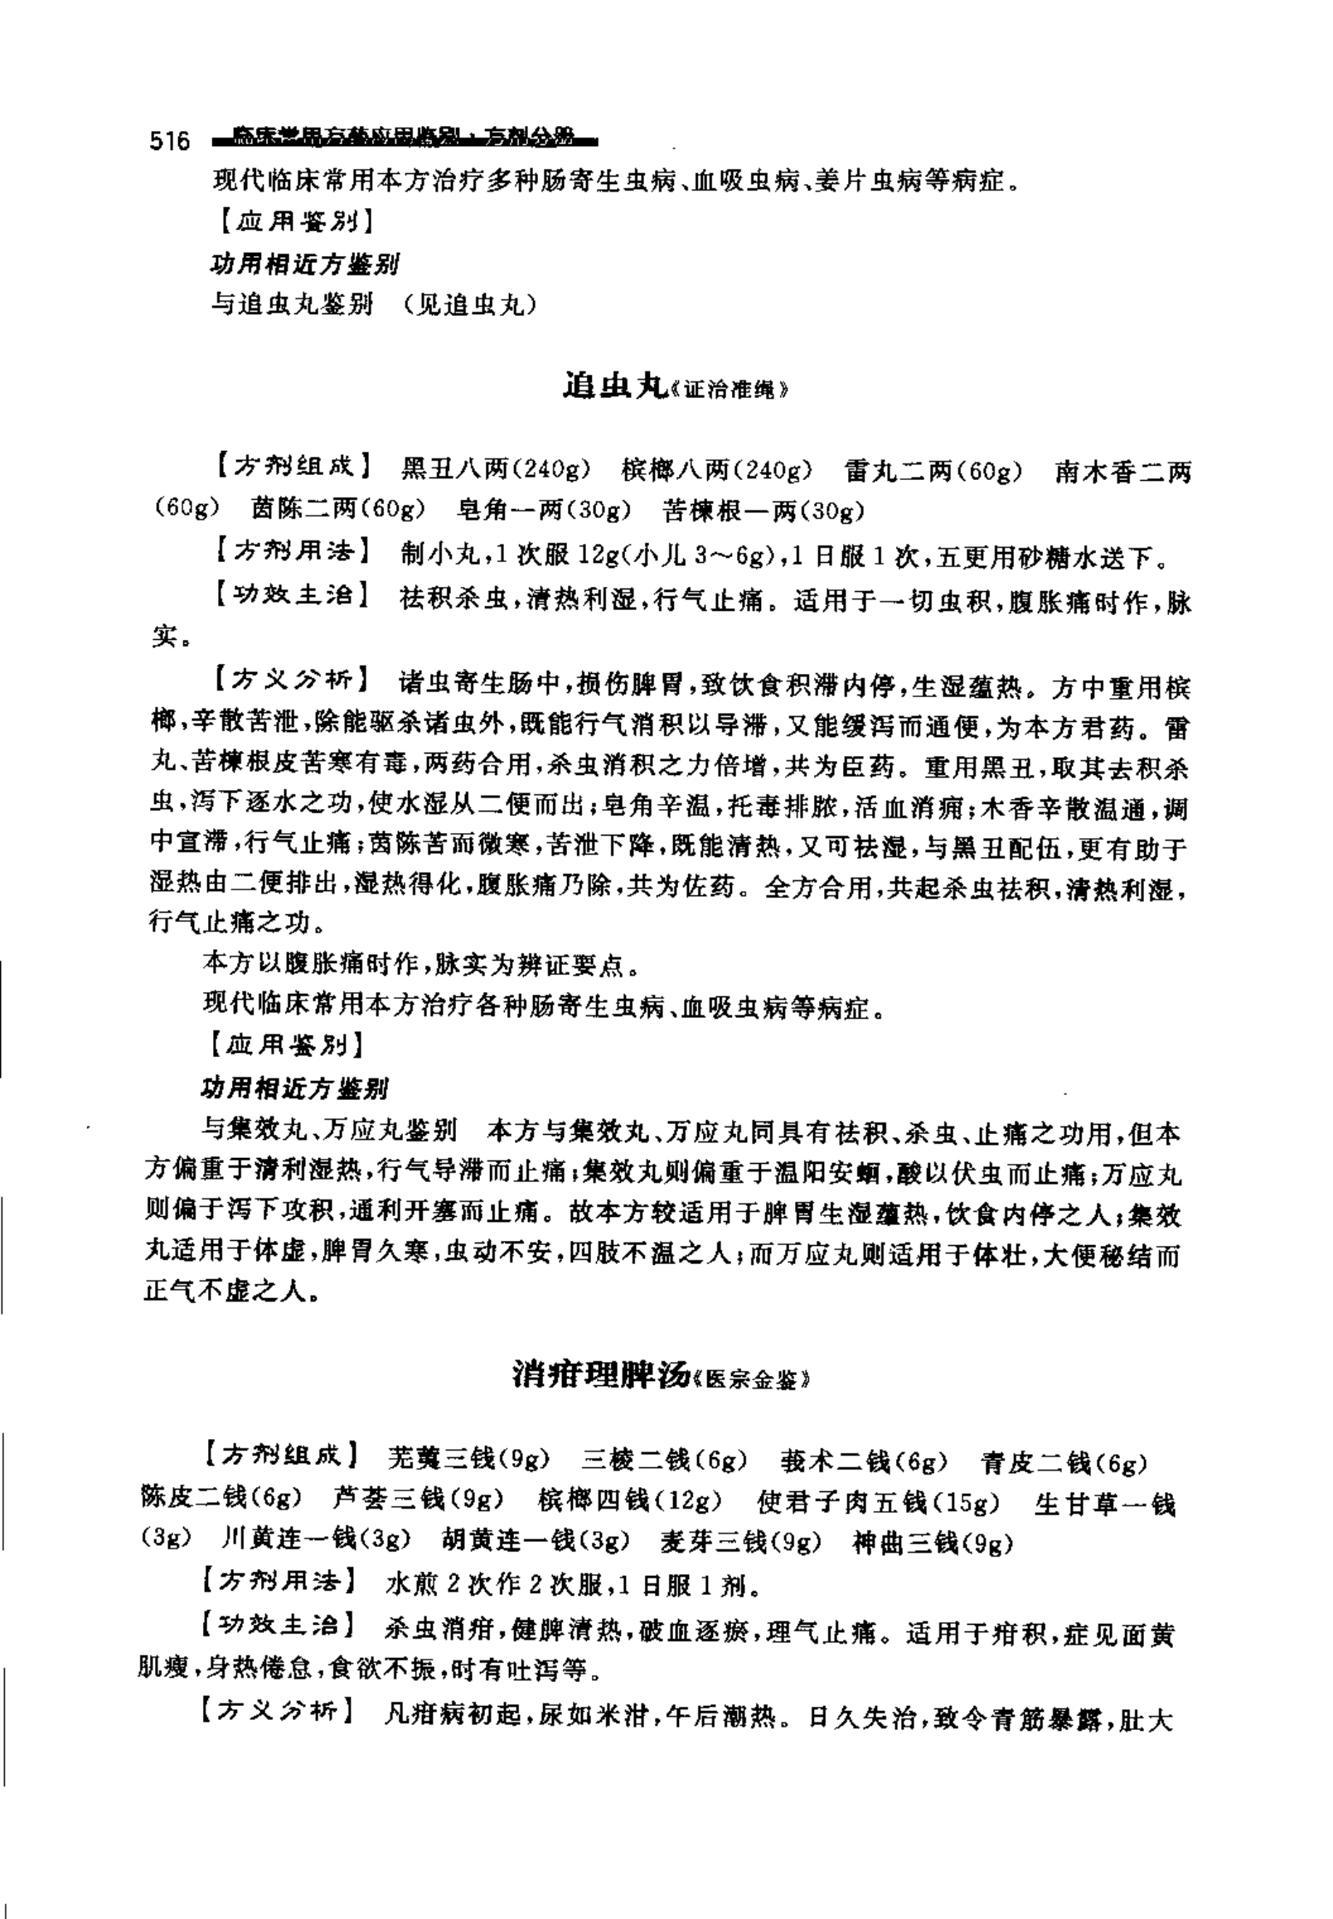 516 临床常用方药应用鉴别·方剂分册
现代临床常用本方治疗多种肠寄生虫病、血吸虫病、姜片虫病等病症。
【应用鉴别】
功用相近方鉴别
与追虫丸鉴别 （见追虫丸）
追虫丸《证治准绳》
【方剂组成】 黑丑八两(240g) 槟榔八两(240g) 雷丸二两(60g) 南木香二两
(60g) 茵陈二两(60g) 皂角一两(30g) 苦楝根一两(30g)
【方剂用法】 制小丸,1次服12g(小儿3～6g),1日服1次,五更用砂糖水送下。
【功效主治】 祛积杀虫,清热利湿,行气止痛。适用于一切虫积,腹胀痛时作,脉
实。
【方义分析】 诸虫寄生肠中,损伤脾胃,致饮食积滞内停,生湿蕴热。方中重用槟
榔,辛散苦泄,除能驱杀诸虫外,既能行气消积以导滞,又能缓泻而通便,为本方君药。雷
丸、苦楝根皮苦寒有毒,两药合用,杀虫消积之力倍增,共为臣药。重用黑丑,取其去积杀
虫,泻下逐水之功,使水湿从二便而出;皂角辛温,托毒排脓,活血消痈;木香辛散温通,调
中宣滞,行气止痛;茵陈苦而微寒,苦泄下降,既能清热,又可祛湿,与黑丑配伍,更有助于
湿热由二便排出,湿热得化,腹胀痛乃除,共为佐药。全方合用,共起杀虫祛积,清热利湿,
行气止痛之功。
本方以腹胀痛时作,脉实为辨证要点。
现代临床常用本方治疗各种肠寄生虫病、血吸虫病等病症。
【应用鉴别】
功用相近方鉴别
与集效丸、万应丸鉴别 本方与集效丸、万应丸同具有祛积、杀虫、止痛之功用,但本
方偏重于清利湿热,行气导滞而止痛;集效丸则偏重于温阳安蛔,酸以伏虫而止痛;万应丸
则偏于泻下攻积,通利开塞而止痛。故本方较适用于脾胃生湿蕴热,饮食内停之人;集效
丸适用于体虚,脾胃久寒,虫动不安,四肢不温之人;而万应丸则适用于体壮,大便秘结而
正气不虚之人。
消疳理脾汤《医宗金鉴》
【方剂组成】 芜荑三钱(9g) 三棱二钱(6g) 莪术二钱(6g) 青皮二钱(6g)
陈皮二钱(6g) 芦荟三钱(9g) 槟榔四钱(12g) 使君子肉五钱(15g) 生甘草一钱
(3g) 川黄连一钱(3g) 胡黄连一钱(3g) 麦芽三钱(9g) 神曲三钱(9g)
【方剂用法】 水煎2次作2次服,1日服1剂。
【功效主治】 杀虫消疳,健脾清热,破血逐瘀,理气止痛。适用于疳积,症见面黄
肌瘦,身热倦怠,食欲不振,时有吐泻等。
【方义分析】 凡疳病初起,尿如米泔,午后潮热。日久失治,致令青筋暴露,肚大